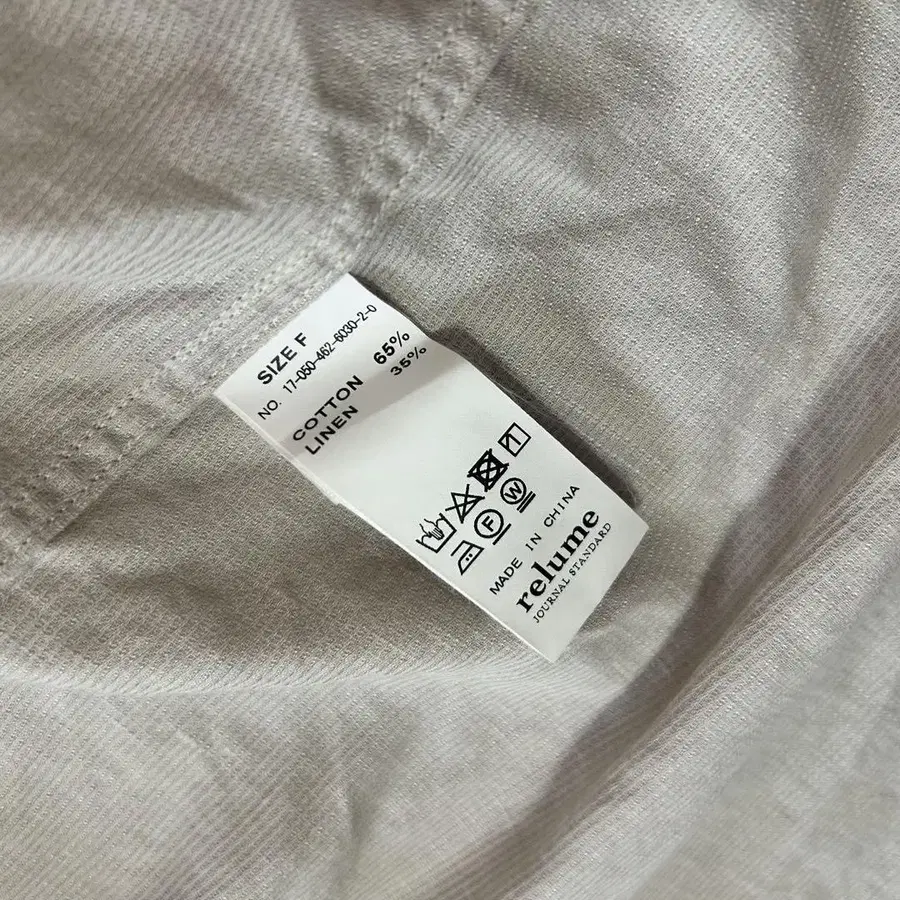 SIZE F
NO. 17-050-462-6030-2-0
COTTON 65%
LINEN 35%
F W
MADE IN CHINA
relume
JOURNAL STANDARD